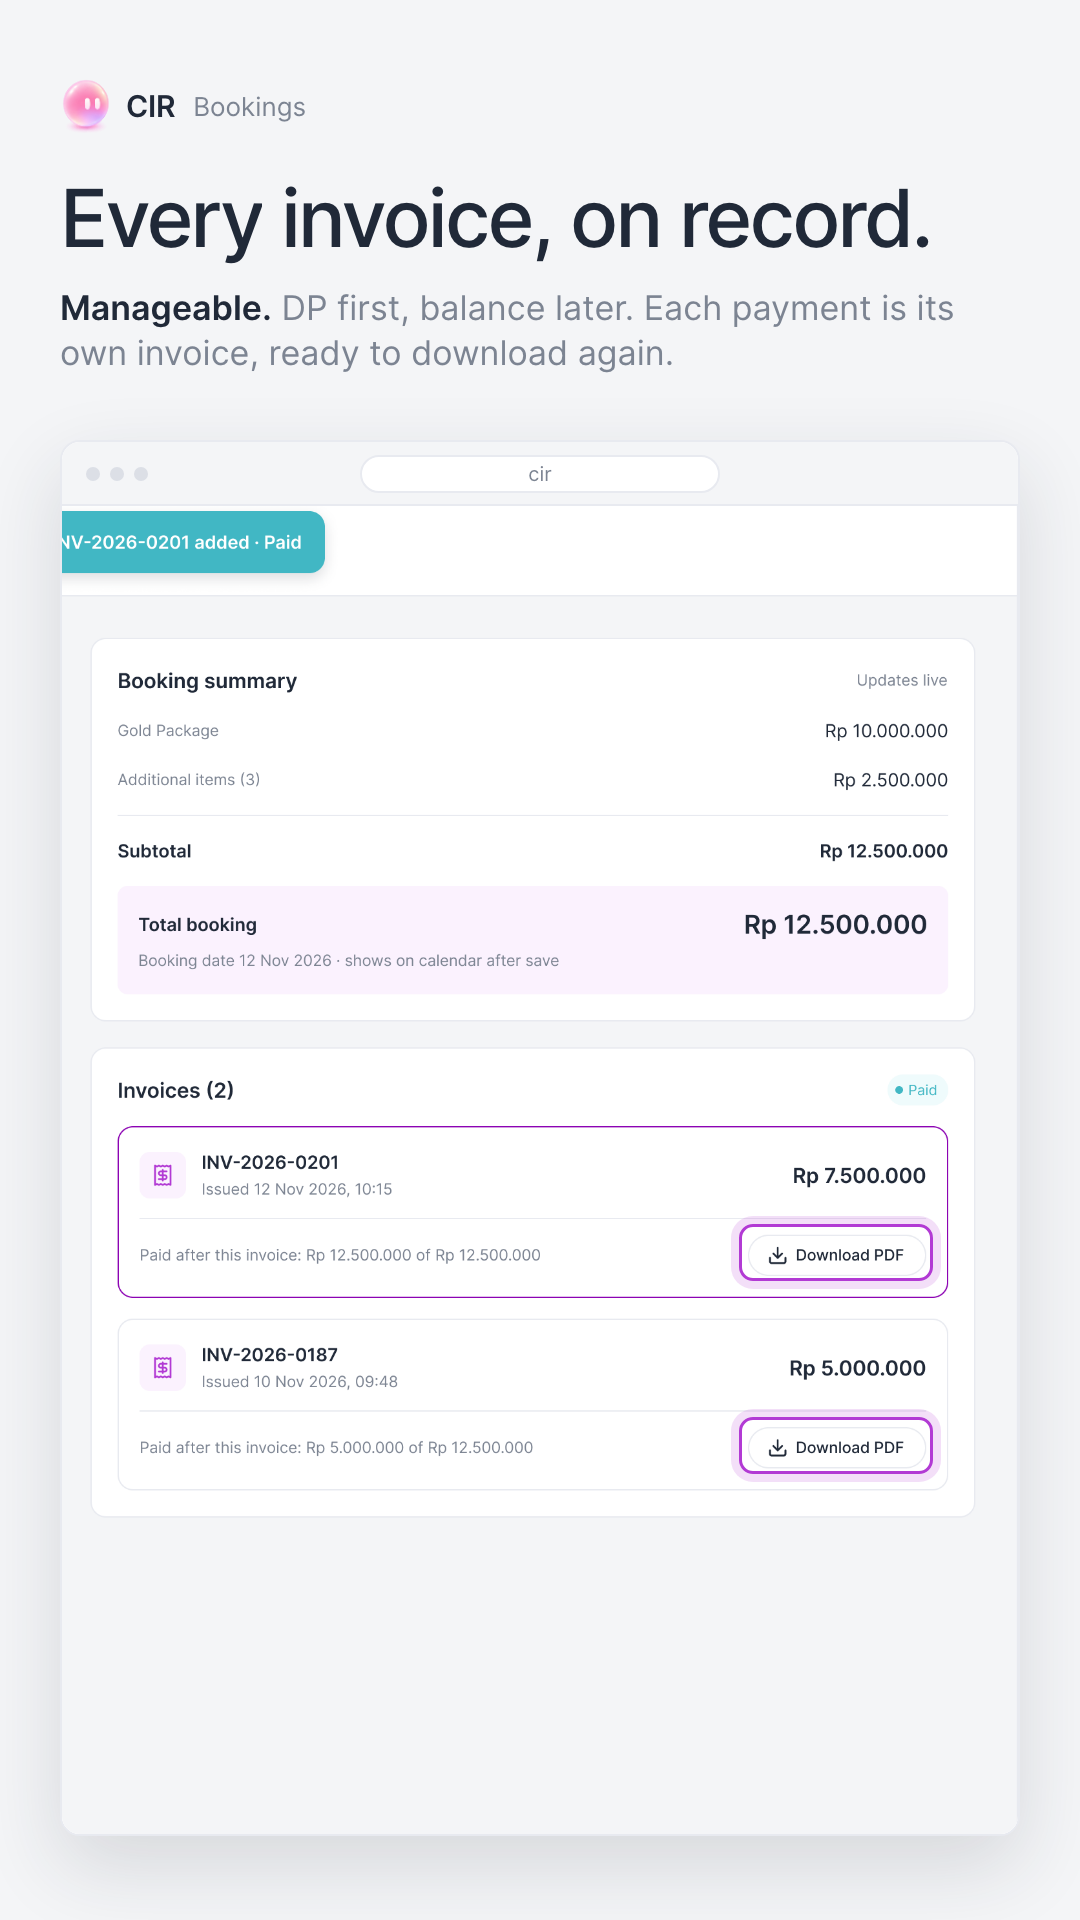 CIR Bookings
Every invoice, on record.
Manageable. DP first, balance later. Each payment is its
own invoice, ready to download again.
cir
NV-2026-0201 added · Paid
Booking summary
Updates live
Gold Package
Rp 10.000.000
Additional items (3)
Rp 2.500.000
Subtotal
Rp 12.500.000
Total booking
Rp 12.500.000
Booking date 12 Nov 2026 · shows on calendar after save
Invoices (2)
Paid
INV-2026-0201
Issued 12 Nov 2026, 10:15
Rp 7.500.000
Paid after this invoice: Rp 12.500.000 of Rp 12.500.000
Download PDF
INV-2026-0187
Issued 10 Nov 2026, 09:48
Rp 5.000.000
Paid after this invoice: Rp 5.000.000 of Rp 12.500.000
Download PDF